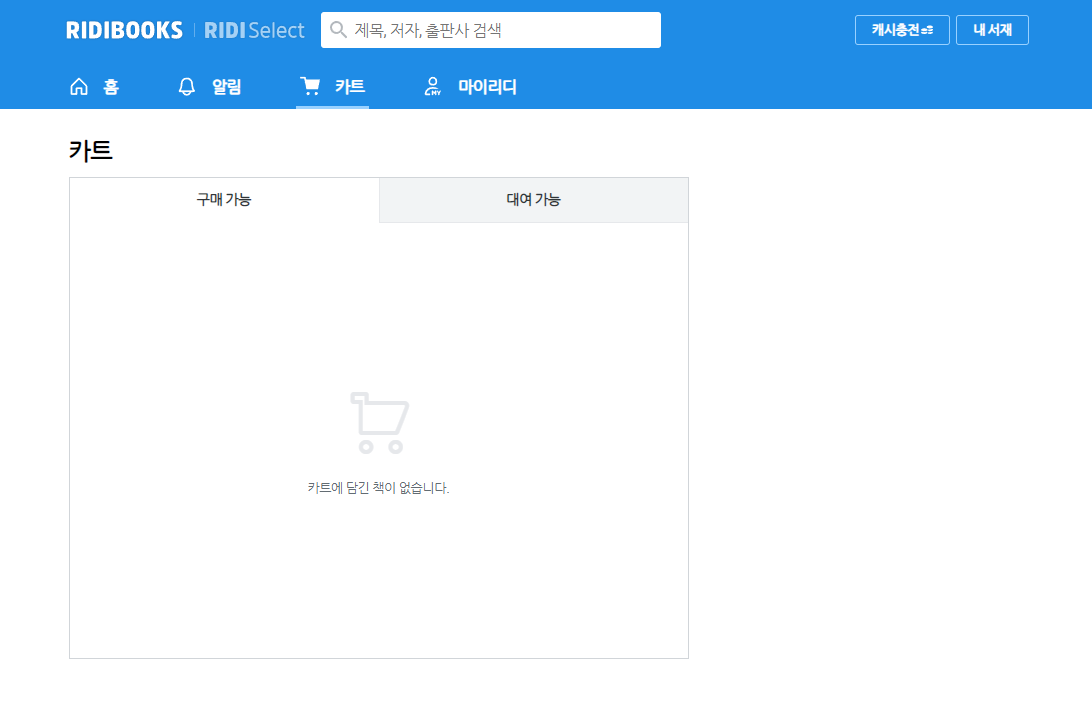 RIDIBOOKS RIDI Select 제목, 저자, 출판사 검색 캐시충전 내 서재
홈 알림 카트 MY 마이리디
카트
구매 가능 대여 가능
카트에 담긴 책이 없습니다.